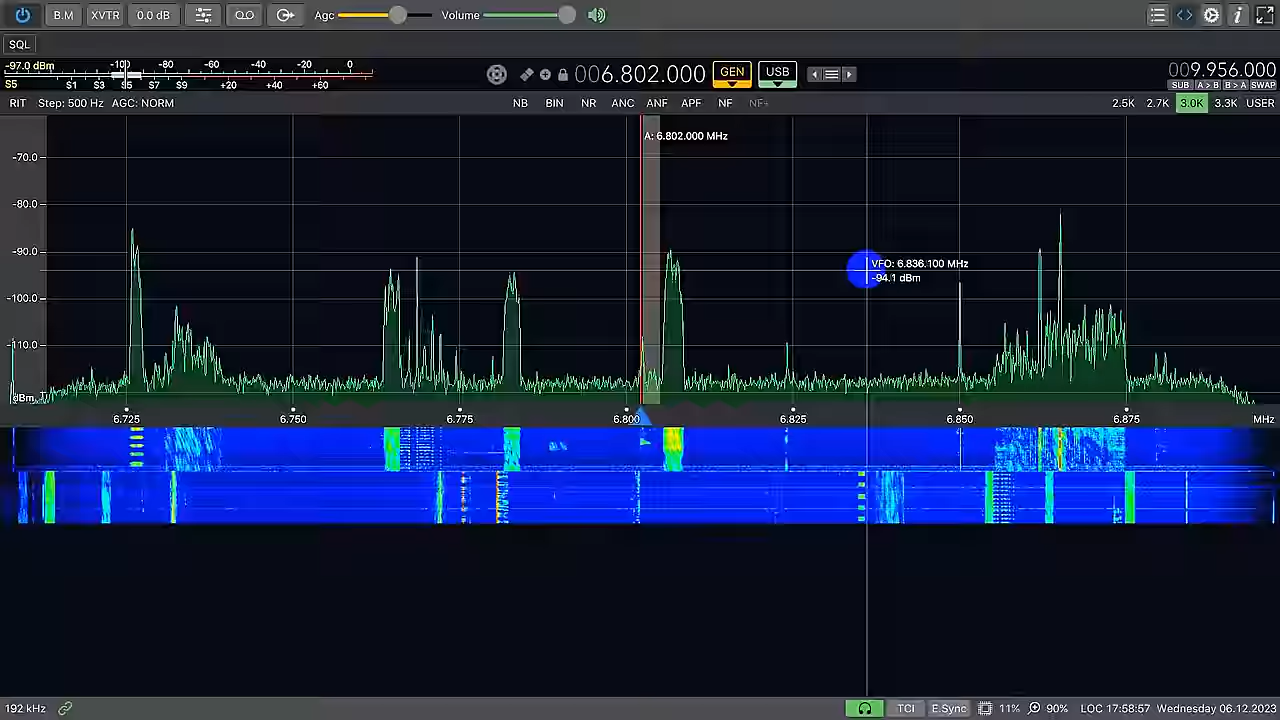 B.M XVTR 0.0 dB Agc Volume
SQL
-97.0 dBm -100 -80 -60 -40 -20 0
S5 S1 S3 S5 S7 S9 +20 +40 +60
006.802.000 GEN USB
009.956.000
SUB A > B B > A SWAP
RIT Step: 500 Hz AGC: NORM NB BIN NR ANC ANF APF NF NF+ 2.5K 2.7K 3.0K 3.3K USER
A: 6.802.000 MHz
-70.0
-80.0
-90.0
VFO: 6.836.100 MHz
-94.1 dBm
-100.0
-110.0
dBm
6.725 6.750 6.775 6.800 6.825 6.850 6.875 MHz
192 kHz TCI E.Sync 11% 90% LOC 17:58:57 Wednesday 06.12.2023